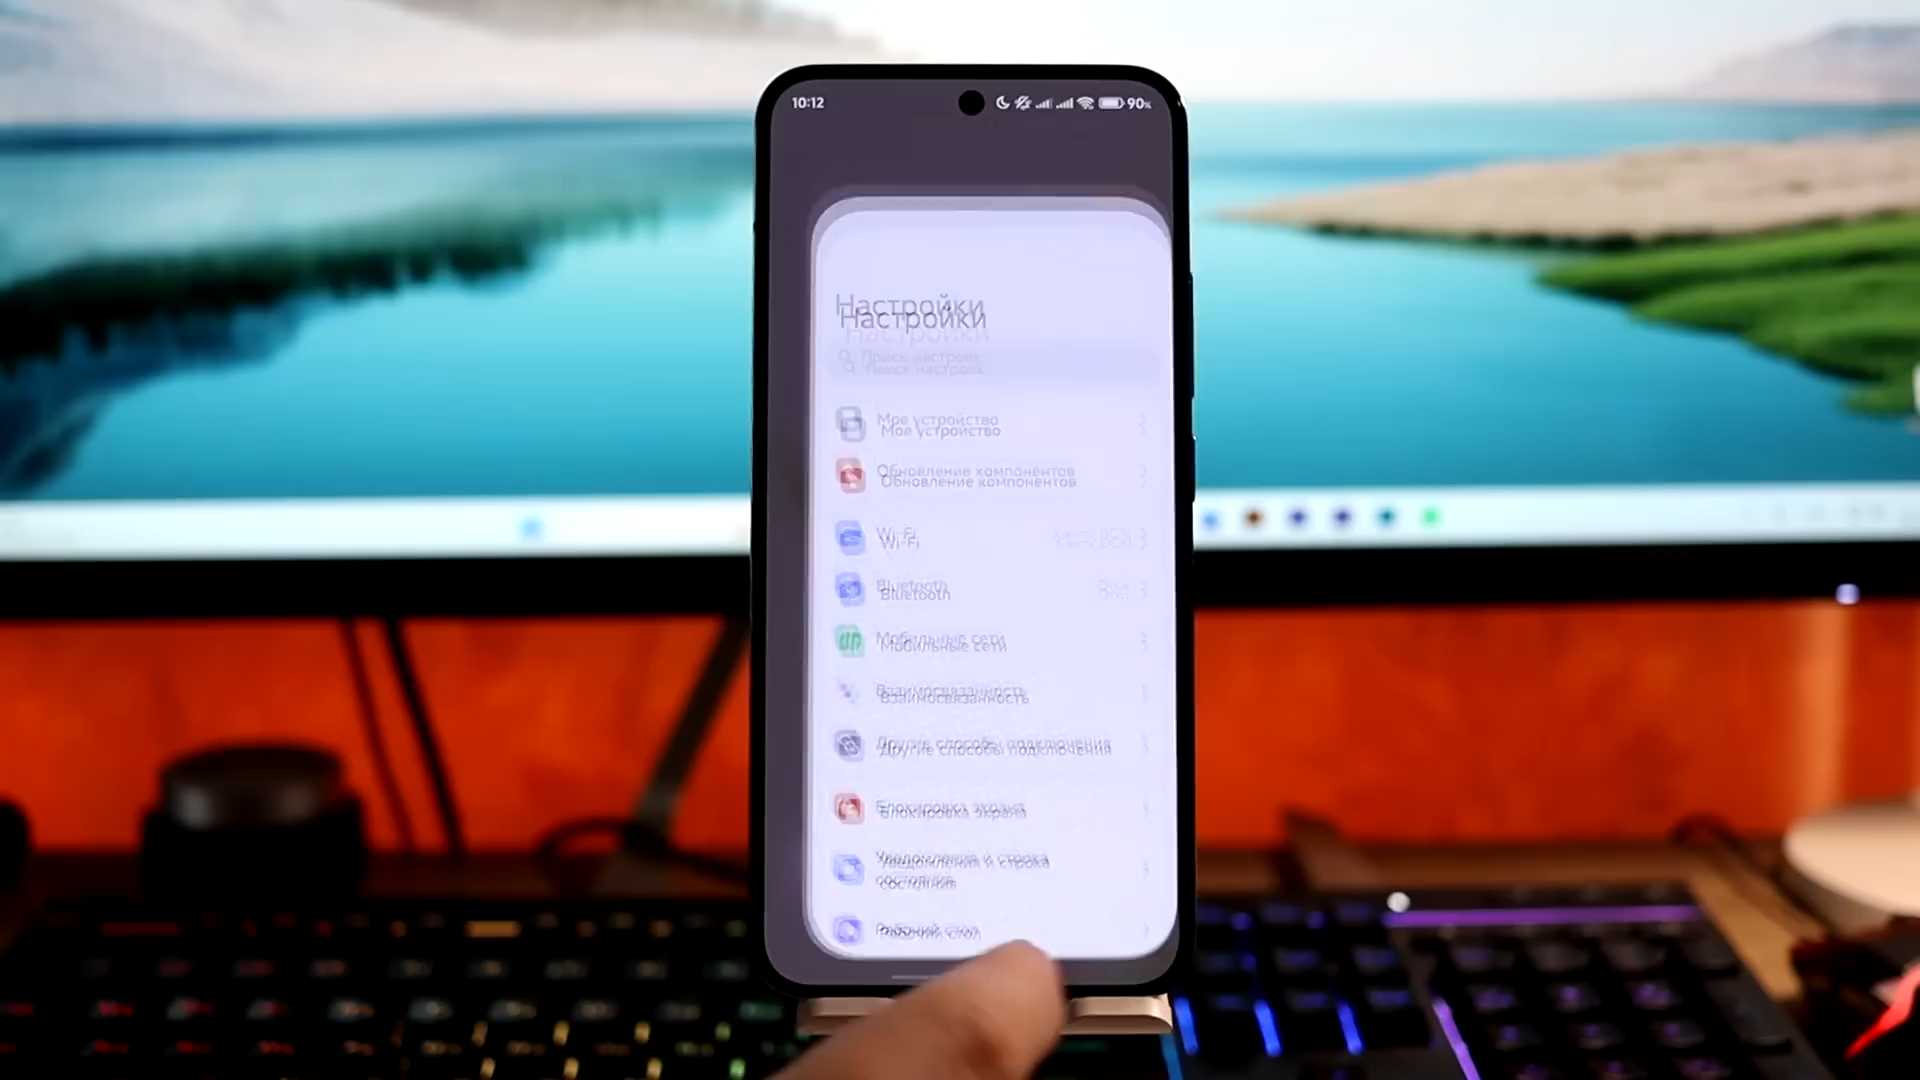 10:12
90%
Настройки
Поиск настроек
Мое устройство
Обновление компонентов
Wi-Fi
Bluetooth
Мобильные сети
Взаимосвязанность
Другие способы подключения
Блокировка экрана
Уведомления и строка
состояния
Рабочий стол